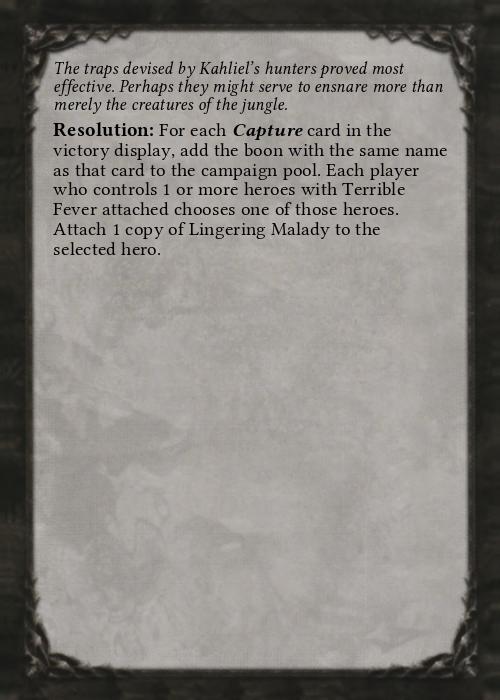 The traps devised by Kahliel's hunters proved most
effective. Perhaps they might serve to ensnare more than
merely the creatures of the jungle.
Resolution: For each Capture card in the
victory display, add the boon with the same name
as that card to the campaign pool. Each player
who controls 1 or more heroes with Terrible
Fever attached chooses one of those heroes.
Attach 1 copy of Lingering Malady to the
selected hero.